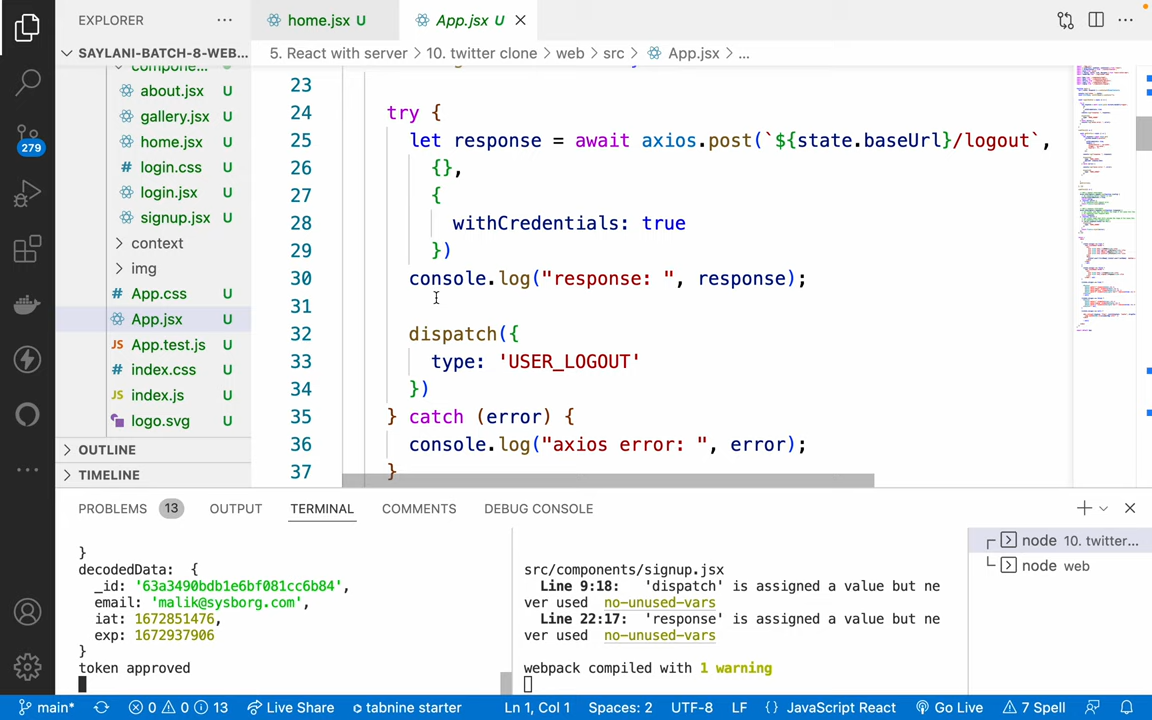 EXPLORER
SAYLANI-BATCH-8-WEB...
about.jsx U
gallery.jsx U
home.jsx U
login.css U
login.jsx U
signup.jsx U
context
img
App.css U
App.jsx U
App.test.js U
index.css U
index.js U
logo.svg U
OUTLINE
TIMELINE
279
home.jsx U
App.jsx U
5. React with server > 10. twitter clone > web > src > App.jsx > ...
23
24 try {
25 let response = await axios.post(`${state.baseUrl}/logout`,
26 {},
27 {
28 withCredentials: true
29 })
30 console.log("response: ", response);
31
32 dispatch({
33 type: 'USER_LOGOUT'
34 })
35 } catch (error) {
36 console.log("axios error: ", error);
37 }
PROBLEMS 13 OUTPUT TERMINAL COMMENTS DEBUG CONSOLE
}
decodedData: {
_id: '63a3490bdb1e6bf081cc6b84',
email: 'malik@sysborg.com',
iat: 1672851476,
exp: 1672937906
}
token approved
src/components/signup.jsx
Line 9:18: 'dispatch' is assigned a value but ne
ver used no-unused-vars
Line 22:17: 'response' is assigned a value but ne
ver used no-unused-vars
webpack compiled with 1 warning
node 10. twitter...
node web
main* 0 0 13 Live Share tabnine starter Ln 1, Col 1 Spaces: 2 UTF-8 LF {} JavaScript React Go Live 7 Spell